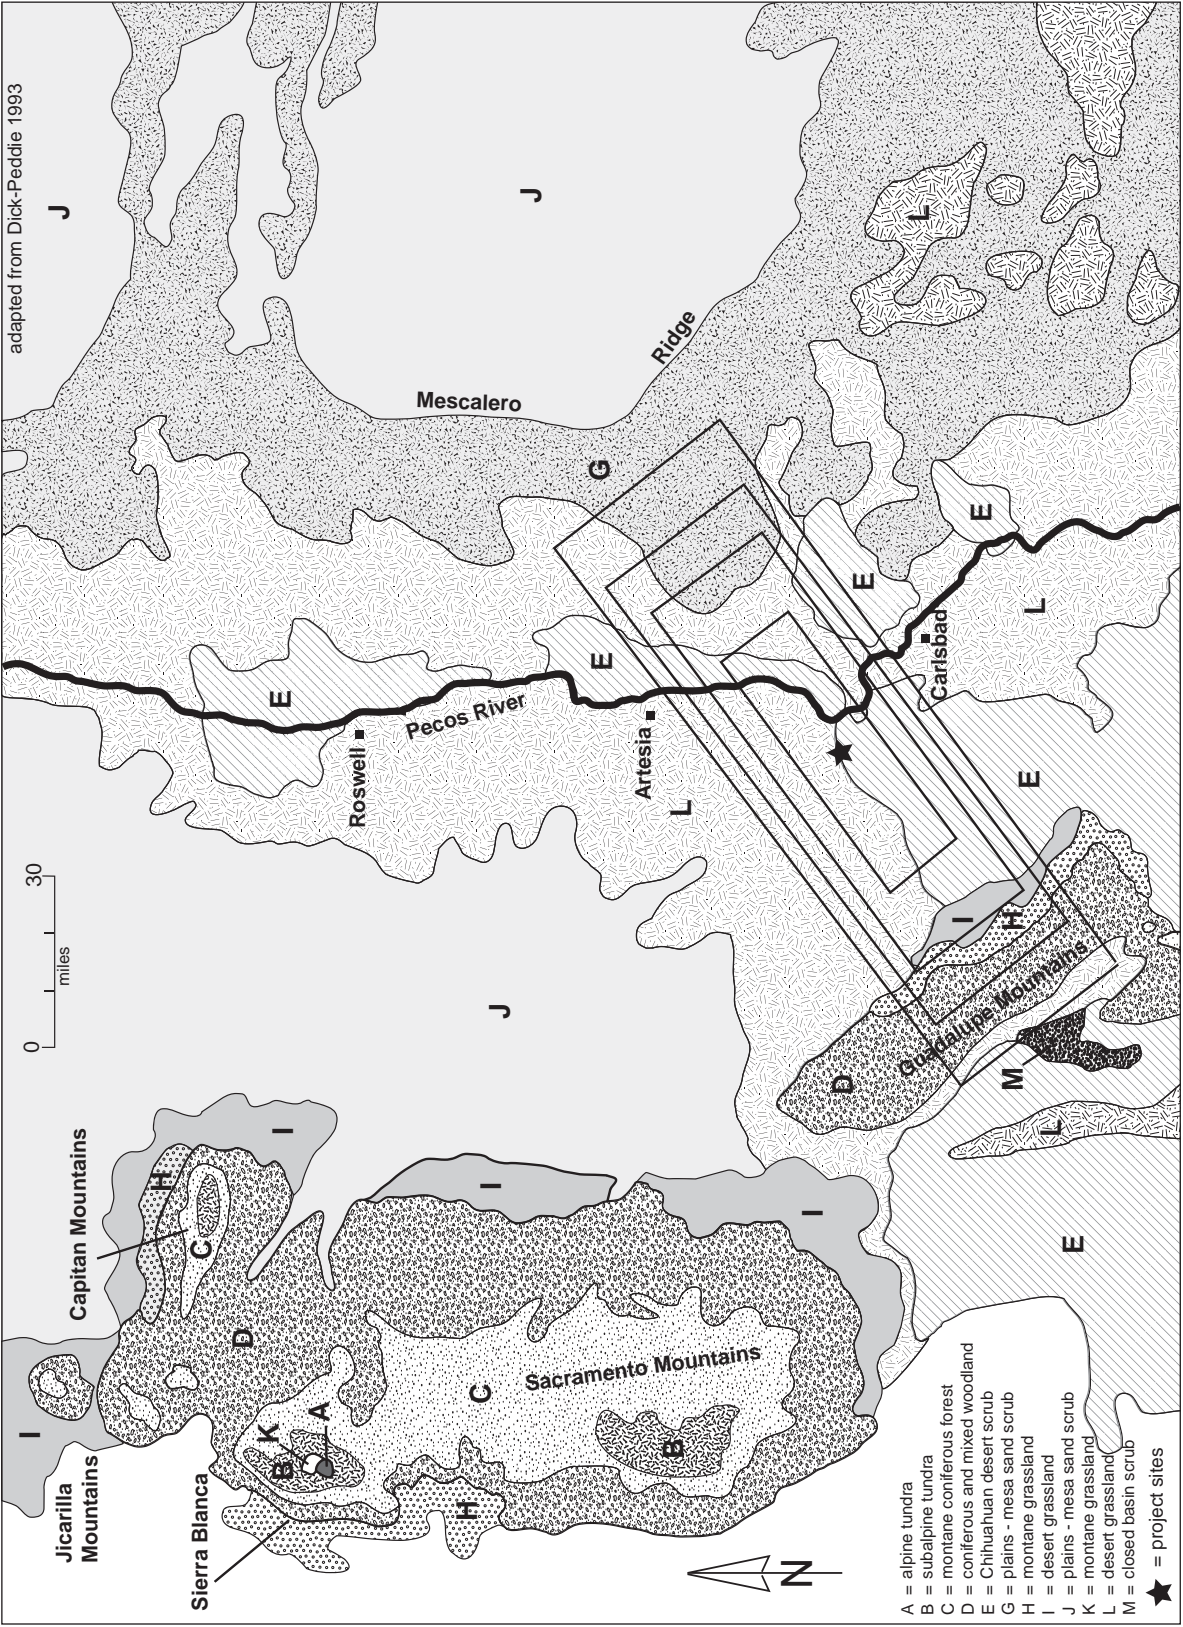 adapted from Dick-Peddie 1993
I
0 30
miles
J
Jicarilla
Mountains
Capitan Mountains
H
Sierra Blanca
C
D
K
B
I
E
A
Roswell
Pecos River
Mescalero
Ridge
H
C
I
J
J
Sacramento Mountains
E
G
Artesia
B
L
N
I
D
E
L
Carlsbad
Guadalupe Mountains
I
E
H
M
E
L
L
E
A = alpine tundra
B = subalpine tundra
C = montane coniferous forest
D = coniferous and mixed woodland
E = Chihuahuan desert scrub
G = plains - mesa sand scrub
H = montane grassland
I = desert grassland
J = plains - mesa sand scrub
K = montane grassland
L = desert grassland
M = closed basin scrub
= project sites